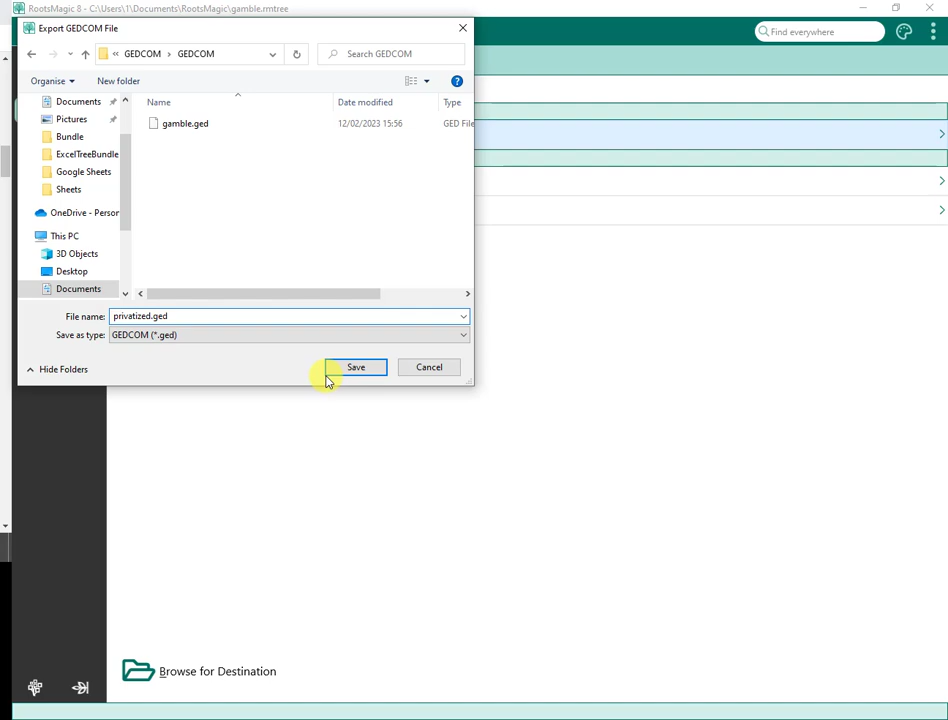 RootsMagic 8 - C:\Users\1\Documents\RootsMagic\gamble.rmtree
Export GEDCOM File
Find everywhere
« GEDCOM > GEDCOM
Search GEDCOM
Organise
New folder
?
Documents
Name
Date modified
Type
Pictures
gamble.ged
12/02/2023 15:56
GED File
Bundle
ExcelTreeBundle
Google Sheets
Sheets
OneDrive - Person
This PC
3D Objects
Desktop
Documents
File name:
privatized.ged
Save as type:
GEDCOM (*.ged)
Hide Folders
Save
Cancel
Browse for Destination